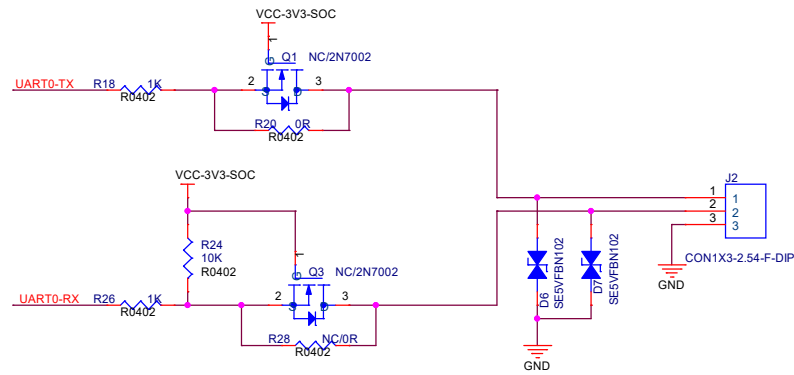 VCC-3V3-SOC
1
Q1 NC/2N7002
G
UART0-TX R18 1K 2 3
S D
R0402
R20 0R
R0402
VCC-3V3-SOC
J2
1 1
2 2
3 3
R24
10K
R0402
1
Q3 NC/2N7002
G
CON1X3-2.54-F-DIP
GND
UART0-RX R26 1K 2 3
S D
R0402
D6
SE5VFBN102
D7
SE5VFBN102
R28 NC/0R
R0402
GND